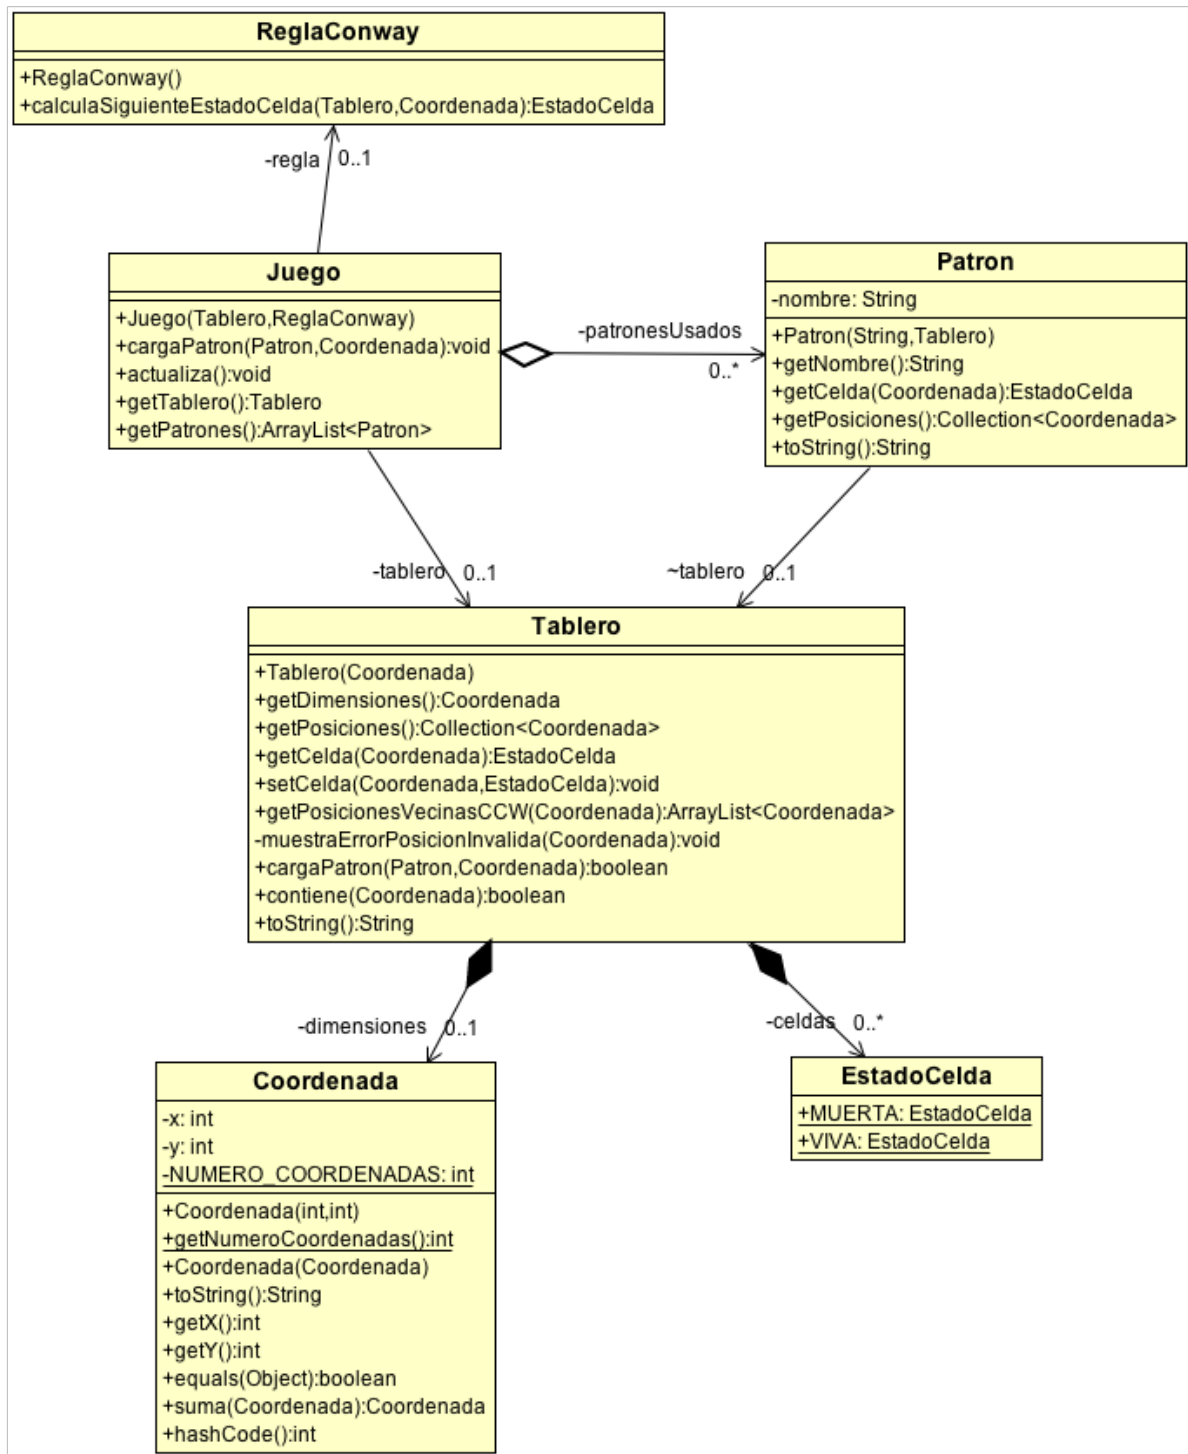 ReglaConway
+ReglaConway()
+calculaSiguienteEstadoCelda(Tablero,Coordenada):EstadoCelda
-regla 0..1
Juego
+Juego(Tablero,ReglaConway)
+cargaPatron(Patron,Coordenada):void
+actualiza():void
+getTablero():Tablero
+getPatrones():ArrayList<Patron>
-patronesUsados
0..*
Patron
-nombre: String
+Patron(String,Tablero)
+getNombre():String
+getCelda(Coordenada):EstadoCelda
+getPosiciones():Collection<Coordenada>
+toString():String
-tablero 0..1
~tablero 0..1
Tablero
+Tablero(Coordenada)
+getDimensiones():Coordenada
+getPosiciones():Collection<Coordenada>
+getCelda(Coordenada):EstadoCelda
+setCelda(Coordenada,EstadoCelda):void
+getPosicionesVecinasCCW(Coordenada):ArrayList<Coordenada>
-muestraErrorPosicionInvalida(Coordenada):void
+cargaPatron(Patron,Coordenada):boolean
+contiene(Coordenada):boolean
+toString():String
-dimensiones 0..1
-celdas 0..*
Coordenada
-x: int
-y: int
-NUMERO_COORDENADAS: int
+Coordenada(int,int)
+getNumeroCoordenadas():int
+Coordenada(Coordenada)
+toString():String
+getX():int
+getY():int
+equals(Object):boolean
+suma(Coordenada):Coordenada
+hashCode():int
EstadoCelda
+MUERTA: EstadoCelda
+VIVA: EstadoCelda